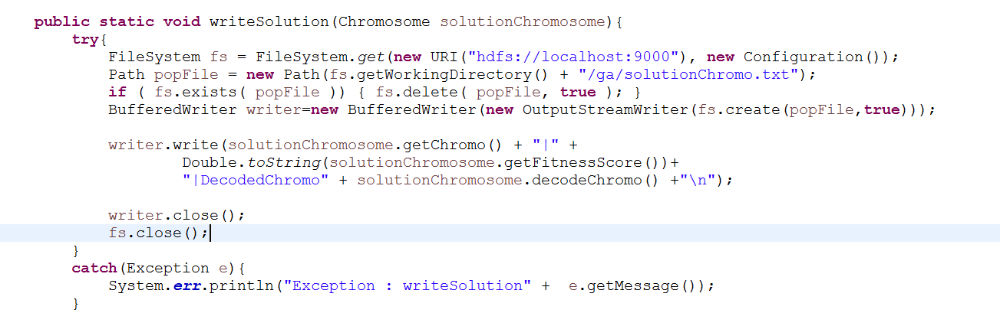 public static void writeSolution(Chromosome solutionChromosome){
try{
FileSystem fs = FileSystem.get(new URI("hdfs://localhost:9000"), new Configuration());
Path popFile = new Path(fs.getWorkingDirectory() + "/ga/solutionChromo.txt");
if ( fs.exists( popFile )) { fs.delete( popFile, true ); }
BufferedWriter writer=new BufferedWriter(new OutputStreamWriter(fs.create(popFile,true)));
writer.write(solutionChromosome.getChromo() + "|" +
Double.toString(solutionChromosome.getFitnessScore())+
"|DecodedChromo" + solutionChromosome.decodeChromo() +"\n");
writer.close();
fs.close();
}
catch(Exception e){
System.err.println("Exception : writeSolution" +  e.getMessage());
}